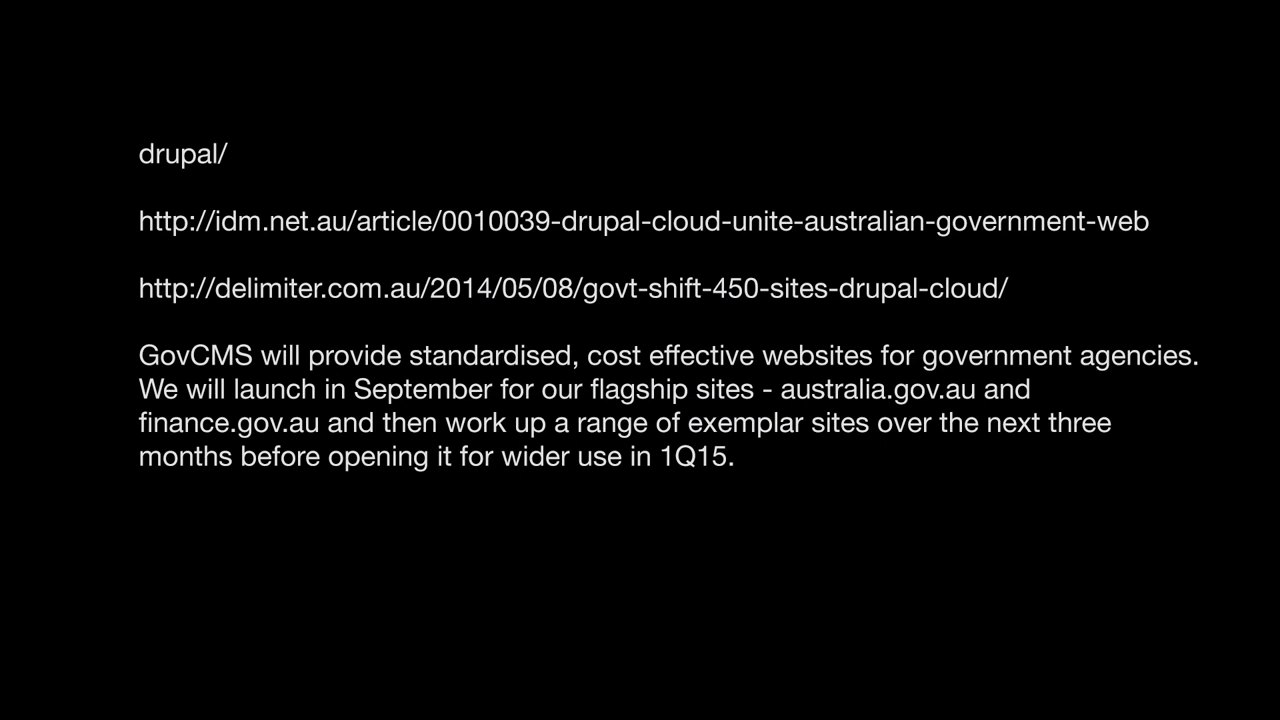 drupal/
http://idm.net.au/article/0010039-drupal-cloud-unite-australian-government-web
http://delimiter.com.au/2014/05/08/govt-shift-450-sites-drupal-cloud/
GovCMS will provide standardised, cost effective websites for government agencies.
We will launch in September for our flagship sites - australia.gov.au and
finance.gov.au and then work up a range of exemplar sites over the next three
months before opening it for wider use in 1Q15.